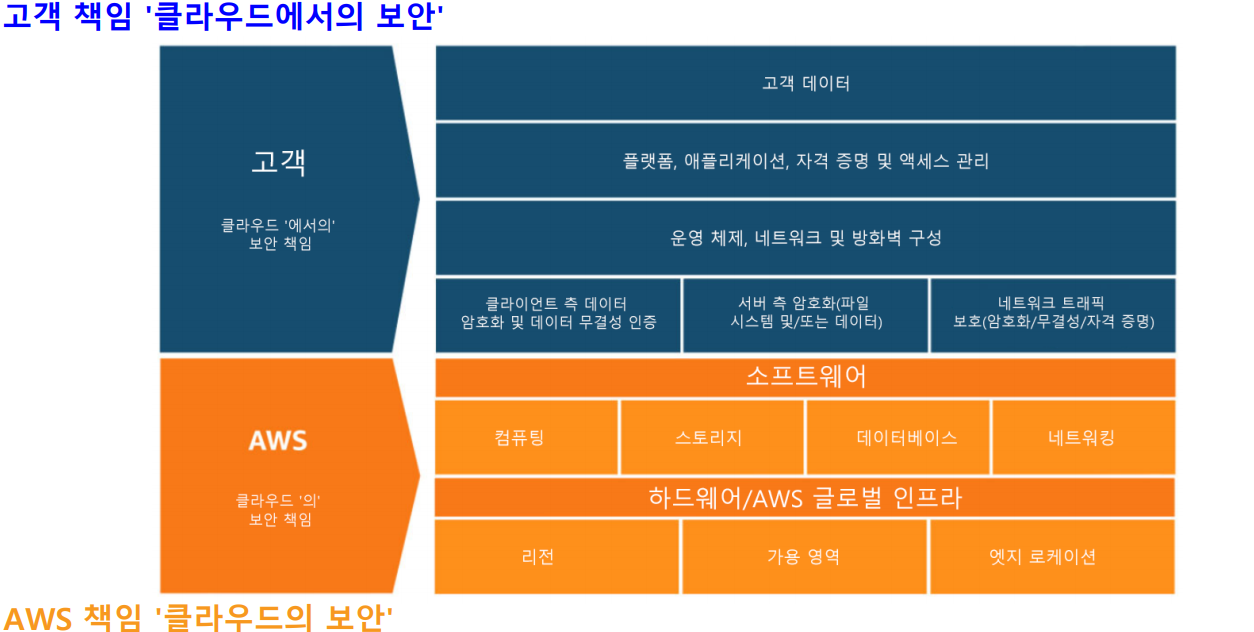 고객 책임 '클라우드에서의 보안'
고객
클라우드 '에서의'
보안 책임
고객 데이터
플랫폼, 애플리케이션, 자격 증명 및 액세스 관리
운영 체제, 네트워크 및 방화벽 구성
클라이언트 측 데이터
암호화 및 데이터 무결성 인증
서버 측 암호화(파일
시스템 및/또는 데이터)
네트워크 트래픽
보호(암호화/무결성/자격 증명)
AWS
클라우드 '의'
보안 책임
소프트웨어
컴퓨팅
스토리지
데이터베이스
네트워킹
하드웨어/AWS 글로벌 인프라
리전
가용 영역
엣지 로케이션
AWS 책임 '클라우드의 보안'